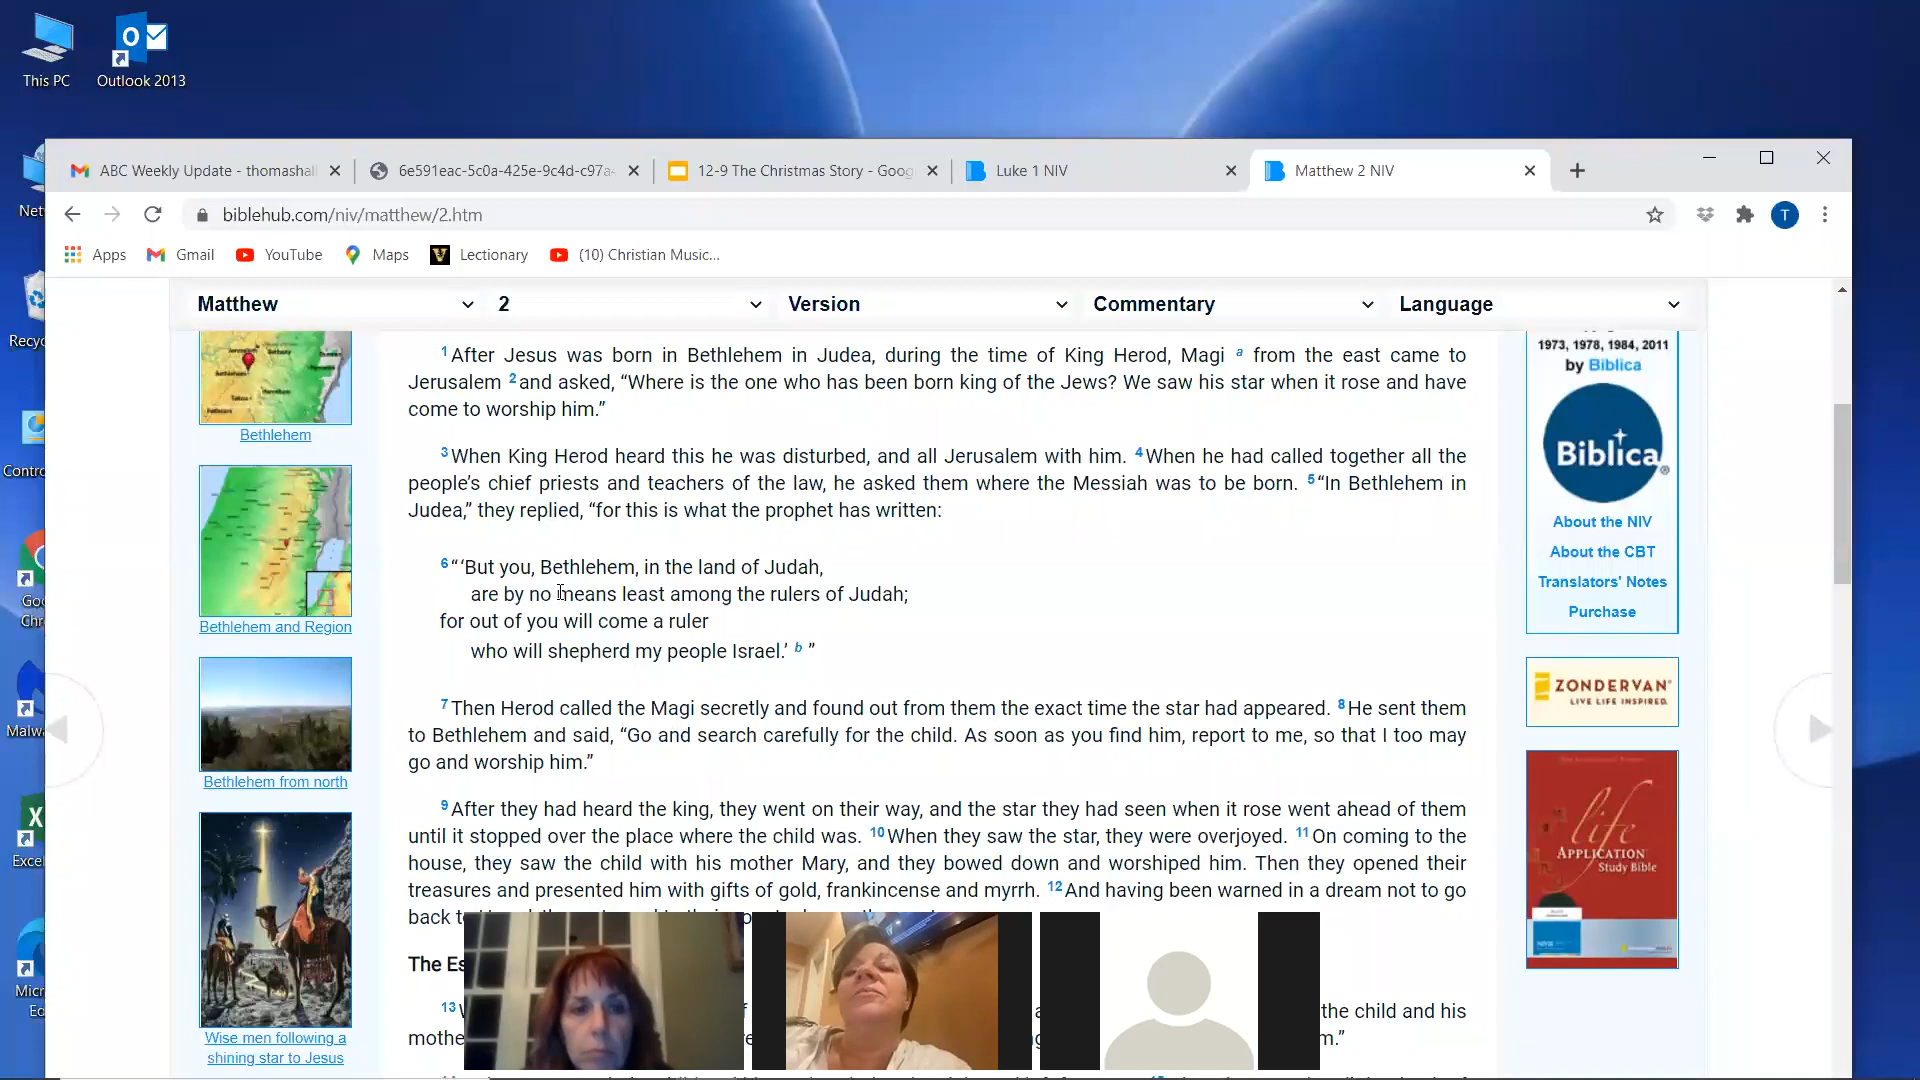 This PC
Outlook 2013
ABC Weekly Update - thomashall
6e591eac-5c0a-425e-9c4d-c97a-
12-9 The Christmas Story - Goog
Luke 1 NIV
Matthew 2 NIV
biblehub.com/niv/matthew/2.htm
T
Apps
Gmail
YouTube
Maps
Lectionary
(10) Christian Music...
Matthew
2
Version
Commentary
Language
Net
Recyc
Contro
Goo
Chr
Malwa
Exce
Micr
Ed
Bethlehem
Bethlehem and Region
Bethlehem from north
Wise men following a
shining star to Jesus
1 After Jesus was born in Bethlehem in Judea, during the time of King Herod, Magi a from the east came to
Jerusalem 2 and asked, “Where is the one who has been born king of the Jews? We saw his star when it rose and have
come to worship him.”
3 When King Herod heard this he was disturbed, and all Jerusalem with him. 4 When he had called together all the
people’s chief priests and teachers of the law, he asked them where the Messiah was to be born. 5 “In Bethlehem in
Judea,” they replied, “for this is what the prophet has written:
6 “ ‘But you, Bethlehem, in the land of Judah,
are by no means least among the rulers of Judah;
for out of you will come a ruler
who will shepherd my people Israel.’ b ”
7 Then Herod called the Magi secretly and found out from them the exact time the star had appeared. 8 He sent them
to Bethlehem and said, “Go and search carefully for the child. As soon as you find him, report to me, so that I too may
go and worship him.”
9 After they had heard the king, they went on their way, and the star they had seen when it rose went ahead of them
until it stopped over the place where the child was. 10 When they saw the star, they were overjoyed. 11 On coming to the
house, they saw the child with his mother Mary, and they bowed down and worshiped him. Then they opened their
treasures and presented him with gifts of gold, frankincense and myrrh. 12 And having been warned in a dream not to go
back
The Es
13 the child and his
mothe m.”
1973, 1978, 1984, 2011
by Biblica
Biblica®
About the NIV
About the CBT
Translators' Notes
Purchase
ZONDERVAN
LIVE LIFE INSPIRED.
life
APPLICATION
Study Bible